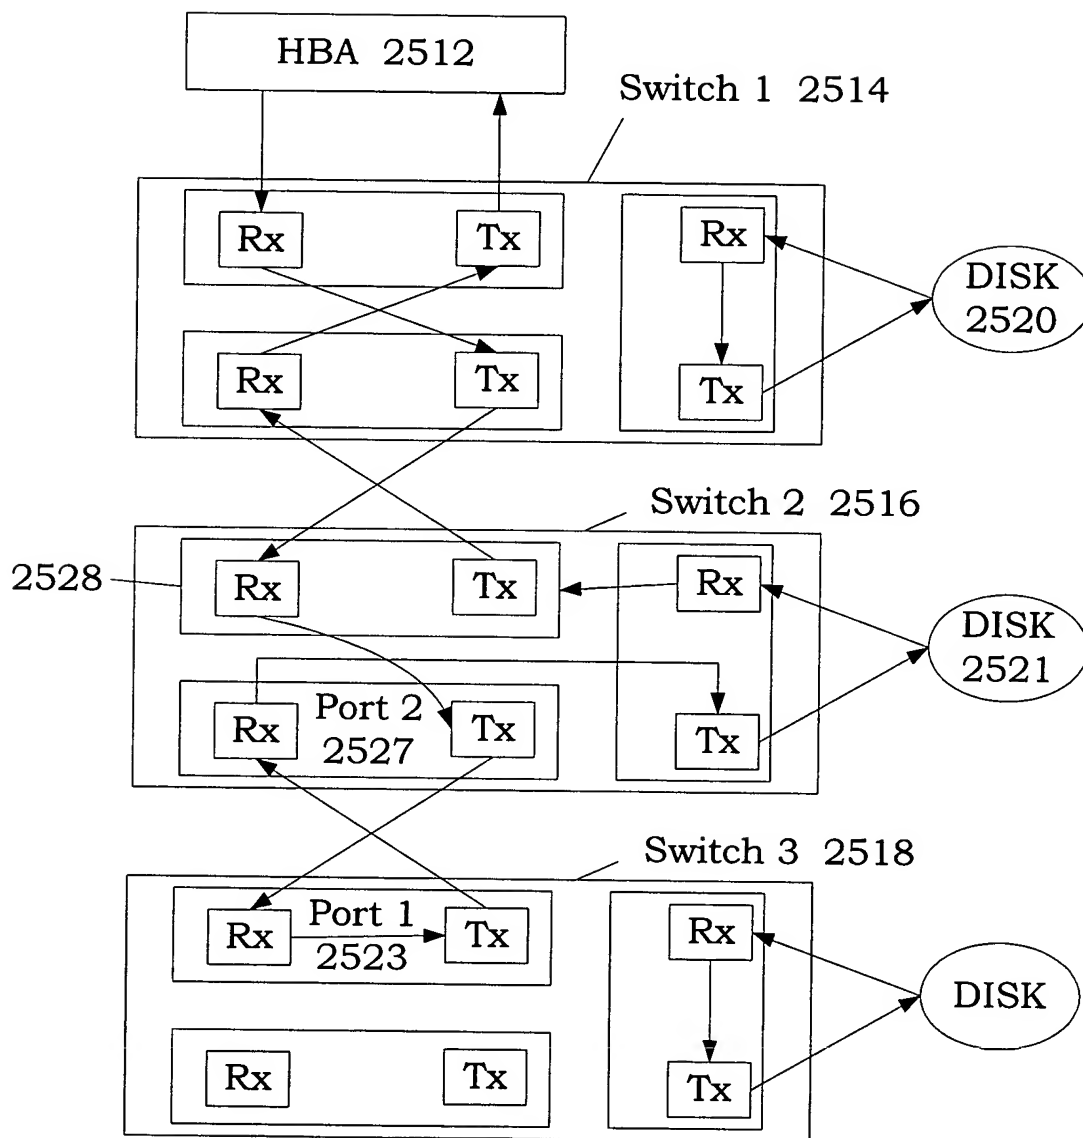 HBA 2512
Switch 1 2514
Rx
Tx
Rx
DISK
2520
Rx
Tx
Tx
Switch 2 2516
2528
Rx
Tx
Rx
DISK
2521
Port 2
2527
Rx
Tx
Tx
Switch 3 2518
Port 1
2523
Rx
Tx
Rx
DISK
Rx
Tx
Tx